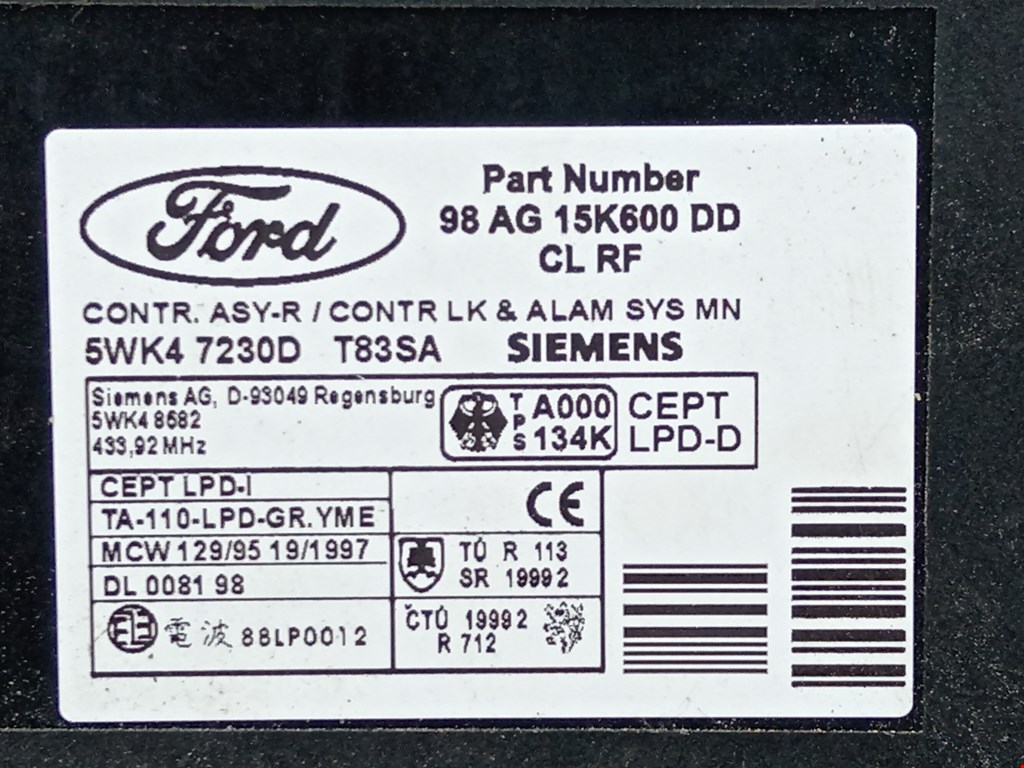 Ford
Part Number
98 AG 15K600 DD
CL RF
CONTR. ASY-R / CONTR LK & ALAM SYS MN
5WK4 7230D T83SA SIEMENS
Siemens AG, D-93049 Regensburg
5WK4 8682
433,92 MHz
TPS
A000
134K
CEPT
LPD-D
CEPT LPD-I
TA-110-LPD-GR.YME
MCW 129/95 19/1997
DL 0081 98
CE
TÚ R 113
SR 1999 2
電波 88LP0012
ČTÚ 1999 2
R 712